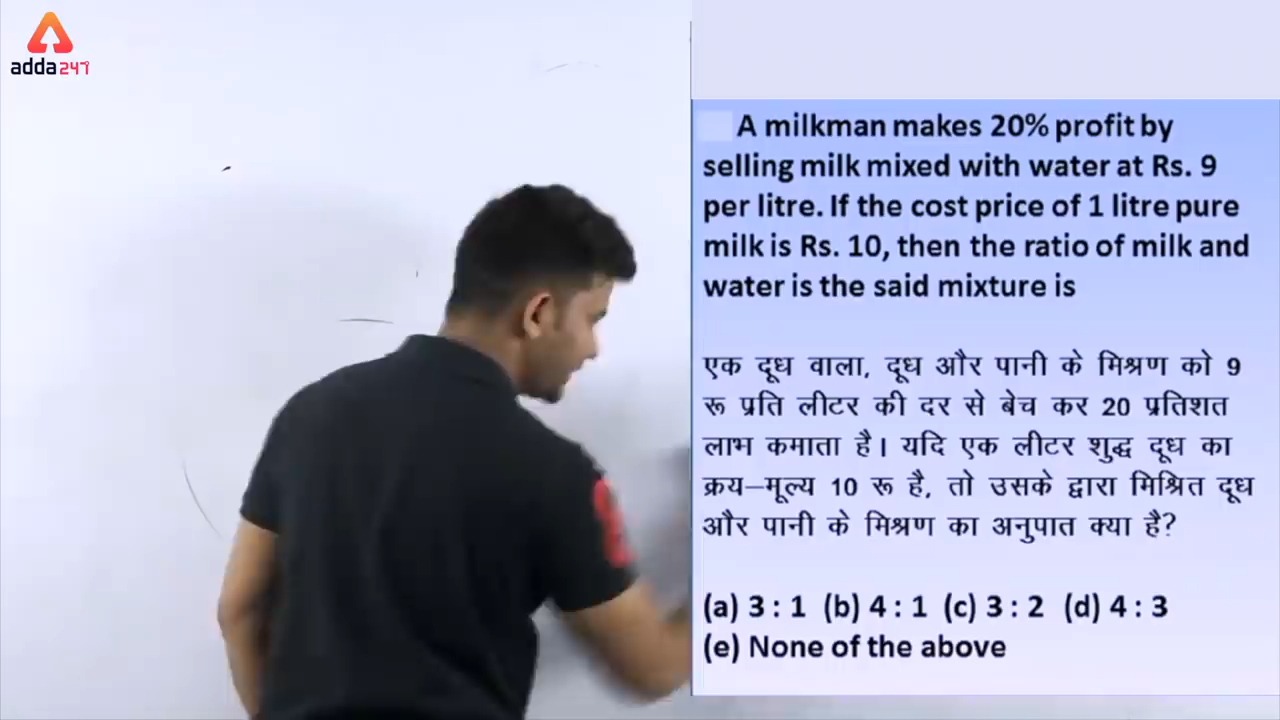 adda247
A milkman makes 20% profit by
selling milk mixed with water at Rs. 9
per litre. If the cost price of 1 litre pure
milk is Rs. 10, then the ratio of milk and
water is the said mixture is
एक दूध वाला, दूध और पानी के मिश्रण को 9
रू प्रति लीटर की दर से बेच कर 20 प्रतिशत
लाभ कमाता है। यदि एक लीटर शुद्ध दूध का
क्रय–मूल्य 10 रू है, तो उसके द्वारा मिश्रित दूध
और पानी के मिश्रण का अनुपात क्या है?
(a) 3 : 1 (b) 4 : 1 (c) 3 : 2 (d) 4 : 3
(e) None of the above